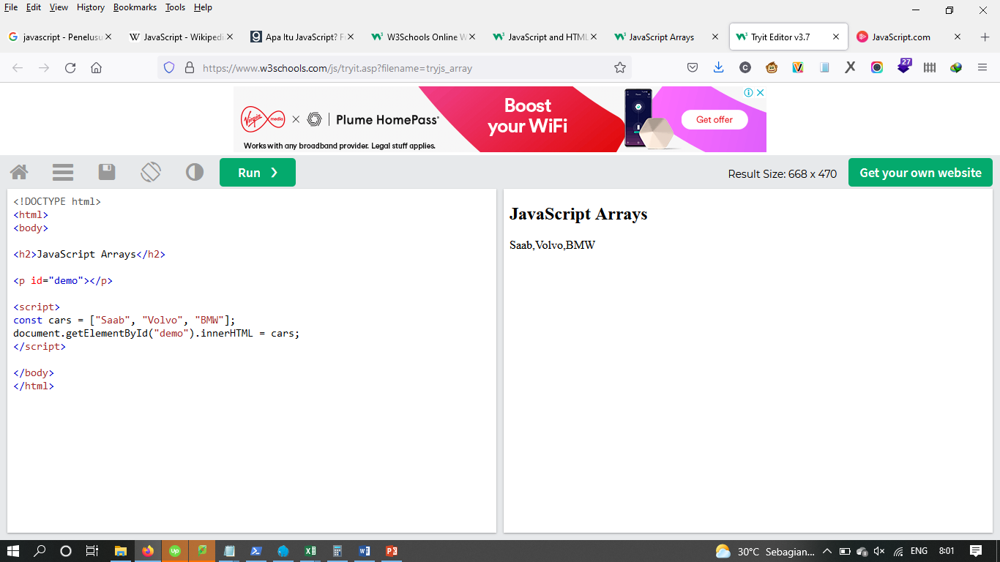 File Edit View History Bookmarks Tools Help
javascript - Penelusu
JavaScript - Wikipedi
Apa Itu JavaScript? F
W3Schools Online W
JavaScript and HTML
JavaScript Arrays
Tryit Editor v3.7
JavaScript.com
https://www.w3schools.com/js/tryit.asp?filename=tryjs_array
27
Virgin media × Plume HomePass®
Works with any broadband provider. Legal stuff applies.
Boost
your WiFi
Get offer
Run ❯
Result Size: 668 x 470
Get your own website
<!DOCTYPE html>
<html>
<body>
<h2>JavaScript Arrays</h2>
<p id="demo"></p>
<script>
const cars = ["Saab", "Volvo", "BMW"];
document.getElementById("demo").innerHTML = cars;
</script>
</body>
</html>
JavaScript Arrays
Saab,Volvo,BMW
30°C Sebagian...
ENG
8:01